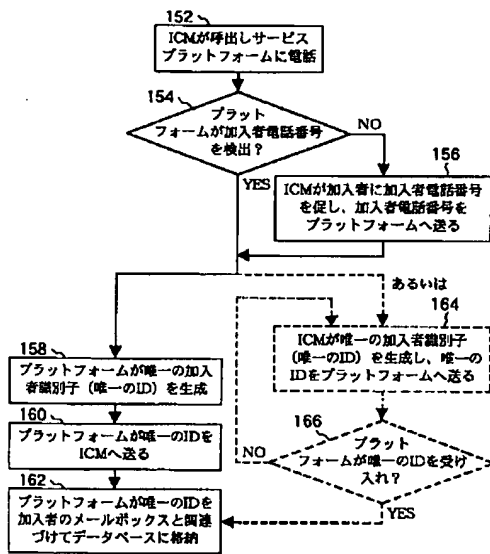 152
ICMが呼出しサービス
プラットフォームに電話
154
プラット
フォームが加入者電話番号
を検出？
NO
YES
156
ICMが加入者に加入者電話番号
を促し、加入者電話番号を
プラットフォームへ送る
あるいは
158
プラットフォームが唯一の加入
者識別子（唯一のID）を生成
160
プラットフォームが唯一のIDを
ICMへ送る
162
プラットフォームが唯一のIDを
加入者のメールボックスと関連
づけてデータベースに格納
164
ICMが唯一の加入者識別子
（唯一のID）を生成し、唯一の
IDをプラットフォームへ送る
166
プラット
フォームが唯一のIDを受け
入れ？
NO
YES